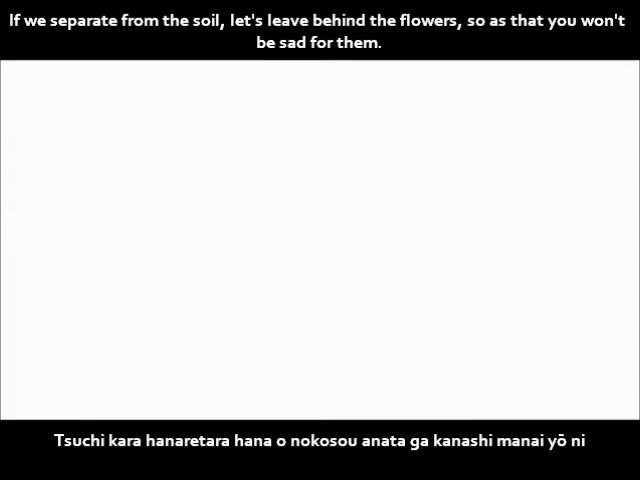 If we separate from the soil, let's leave behind the flowers, so as that you won't
be sad for them.
Tsuchi kara hanaretara hana o nokosou anata ga kanashi manai yō ni